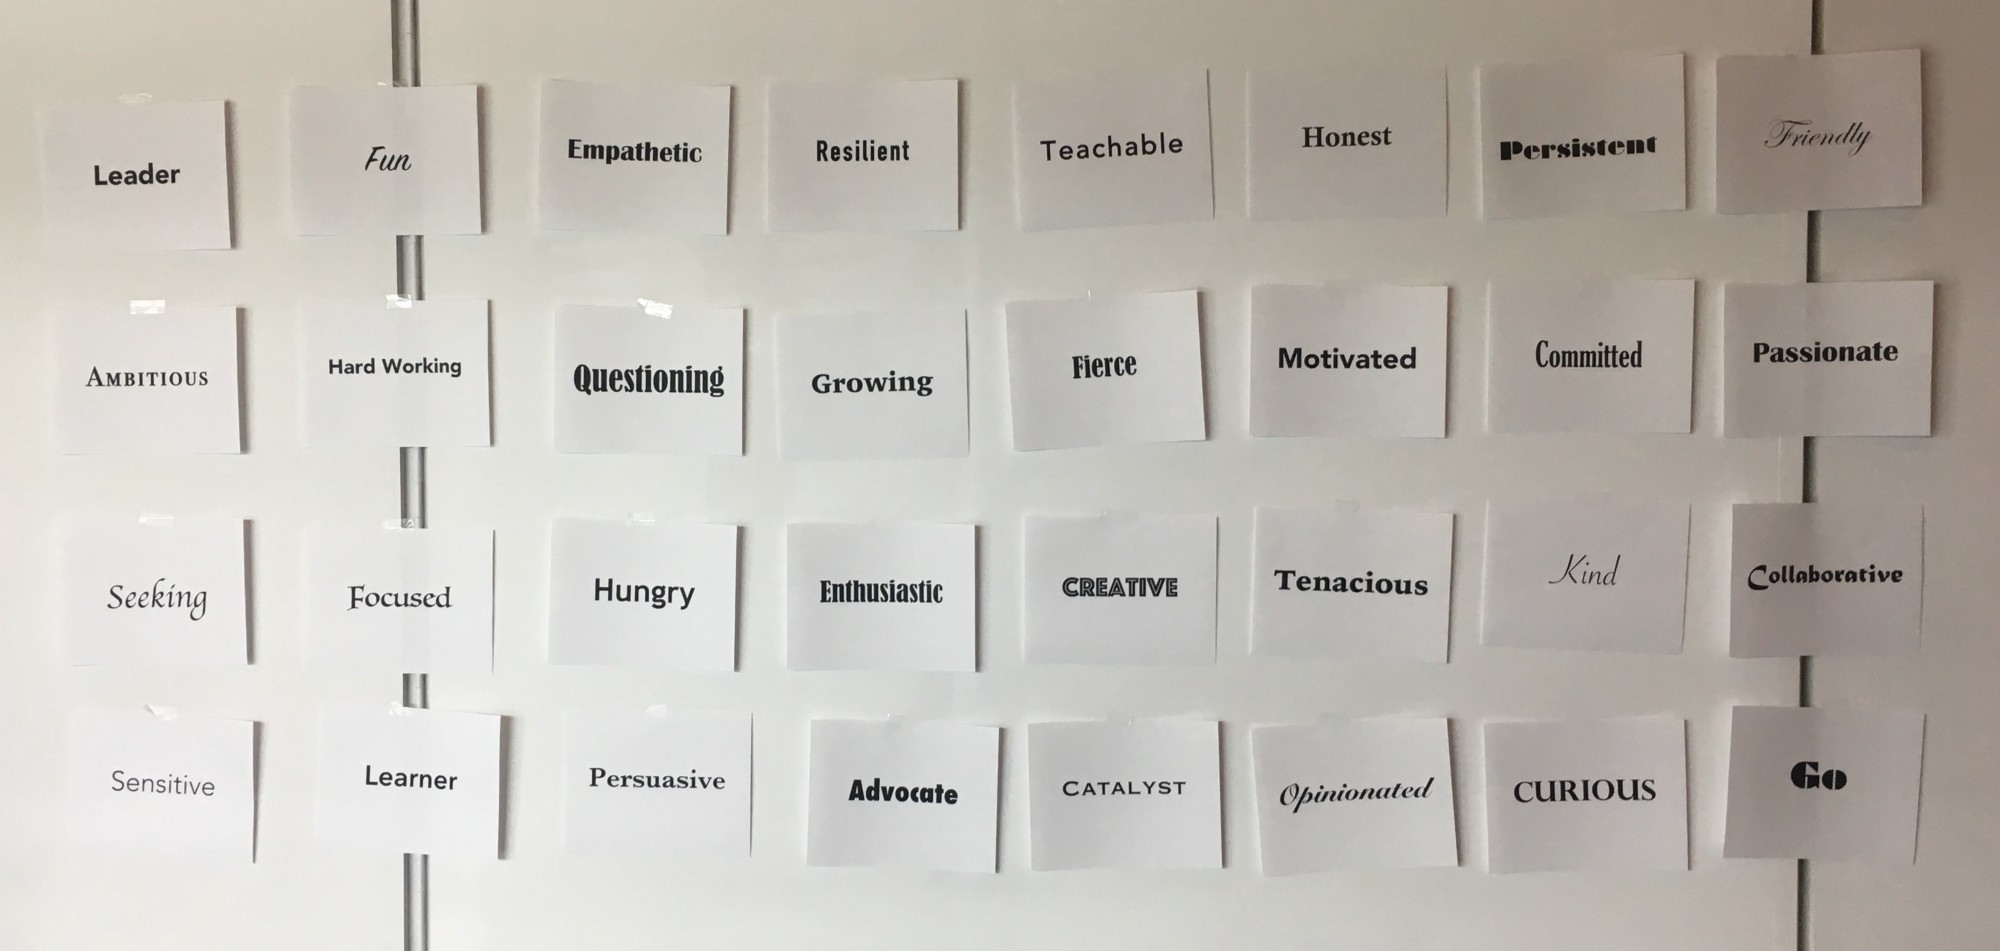 Leader
Fun
Empathetic
Resilient
Teachable
Honest
Persistent
Friendly
AMBITIOUS
Hard Working
Questioning
Growing
Fierce
Motivated
Committed
Passionate
Seeking
Focused
Hungry
Enthusiastic
CREATIVE
Tenacious
Kind
Collaborative
Sensitive
Learner
Persuasive
Advocate
CATALYST
Opinionated
CURIOUS
Go